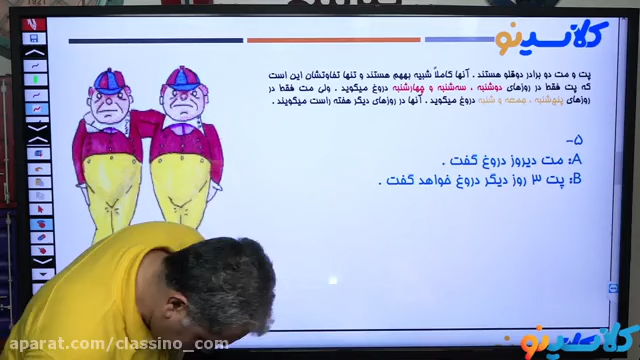 کلاسینو
پت و مت دو برادر دوقلو هستند . آنها کاملاً شبیه بههم هستند و تنها تفاوتشان این است
که پت فقط در روزهای دوشنبه ، سه‌شنبه و چهارشنبه دروغ میگوید . ولی مت فقط در
روزهای پنج‌شنبه ، جمعه و شنبه دروغ میگوید . آنها در روزهای دیگر هفته راست میگویند .
۵-
A: مت دیروز دروغ گفت .
B: پت ۳ روز دیگر دروغ خواهد گفت .
aparat.com/classino_com
کلاسینو